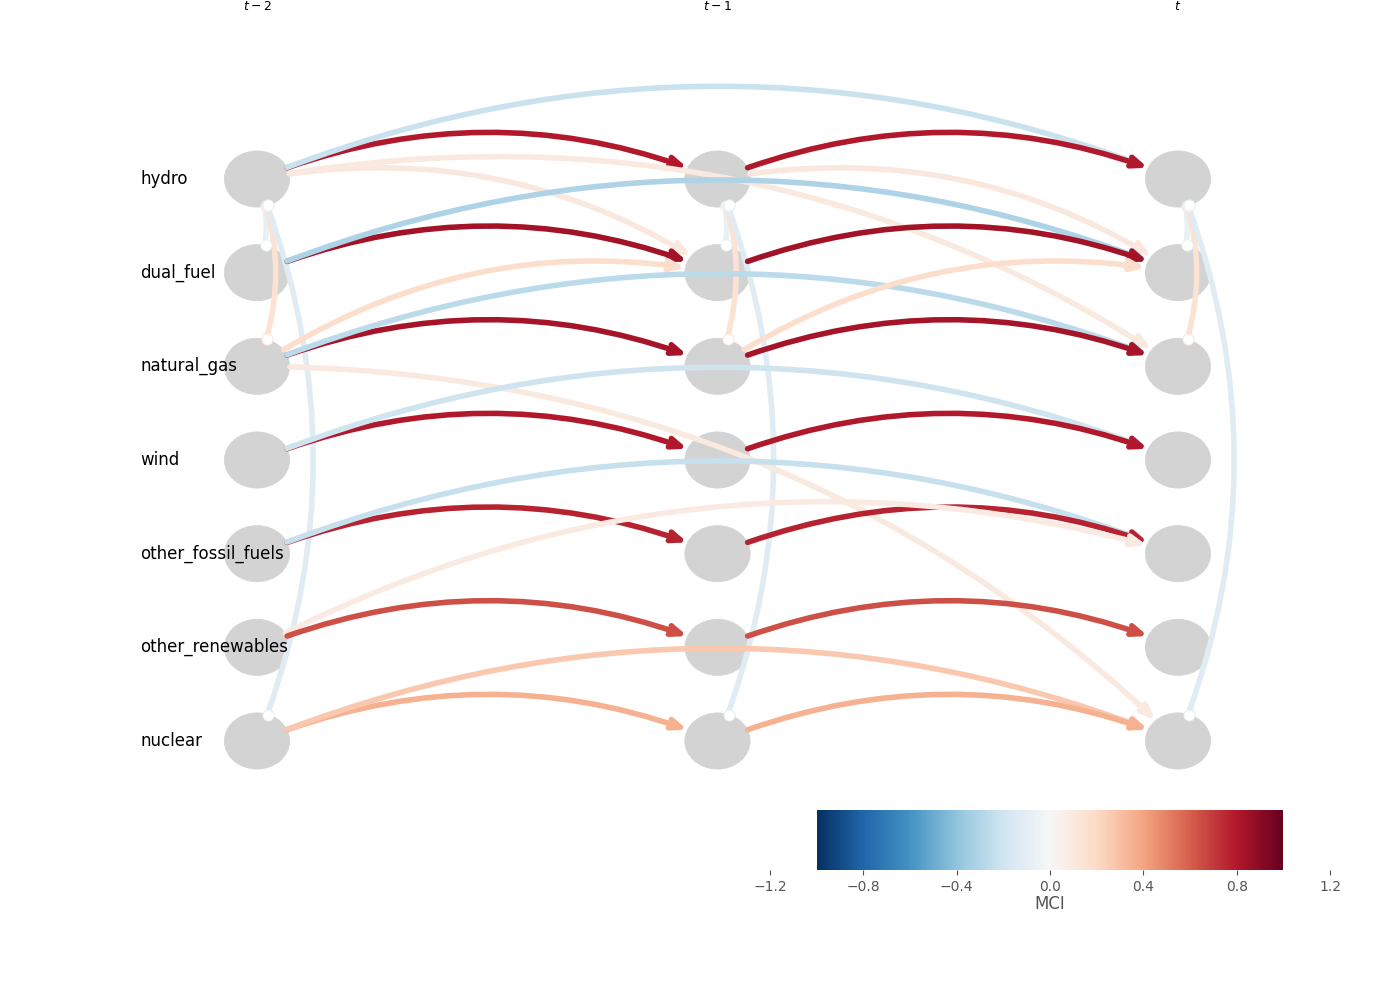 t − 2
t − 1
t
hydro
dual_fuel
natural_gas
wind
other_fossil_fuels
other_renewables
nuclear
−1.2 −0.8 −0.4 0.0 0.4 0.8 1.2
MCI